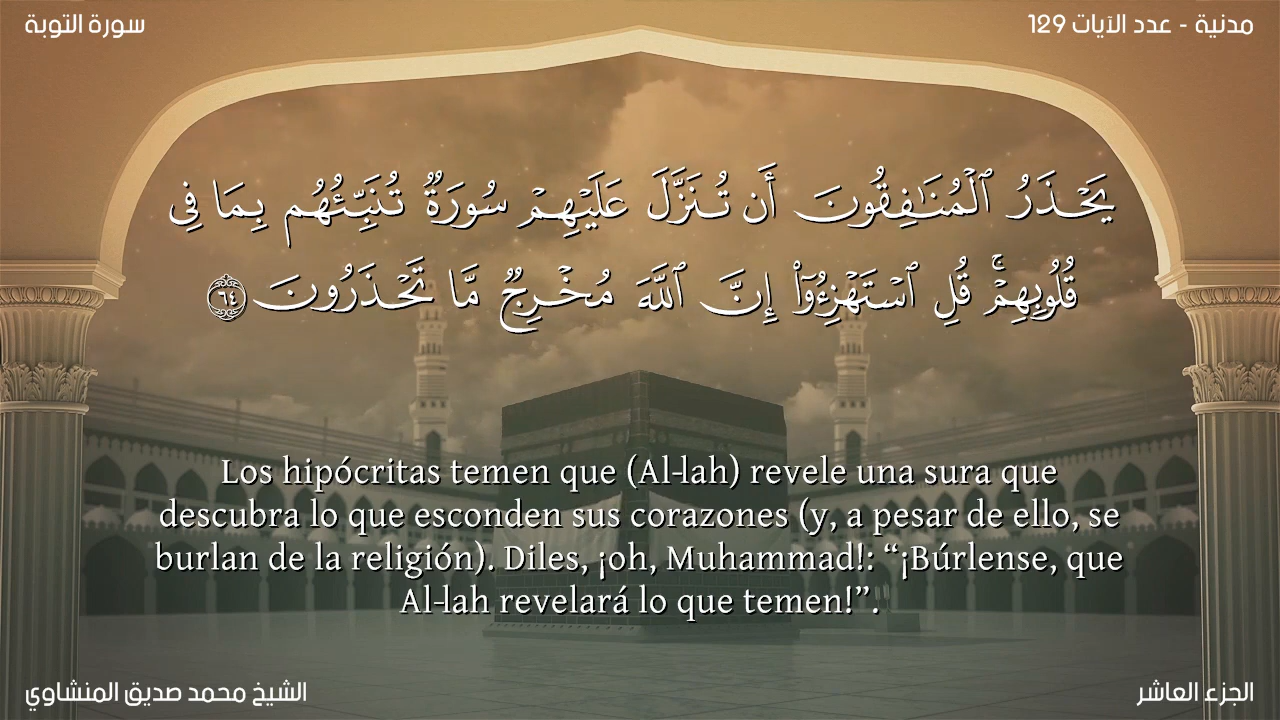 سورة التوبة
مدنية - عدد الآيات 129
يَحْذَرُ ٱلْمُنَـٰفِقُونَ أَن تُنَزَّلَ عَلَيْهِمْ سُورَةٌ تُنَبِّئُهُم بِمَا فِى
قُلُوبِهِمْ ۚ قُلِ ٱسْتَهْزِءُوٓا۟ إِنَّ ٱللَّهَ مُخْرِجٌ مَّا تَحْذَرُونَ ٦٤
Los hipócritas temen que (Al-lah) revele una sura que
descubra lo que esconden sus corazones (y, a pesar de ello, se
burlan de la religión). Diles, ¡oh, Muhammad!: “¡Búrlense, que
Al-lah revelará lo que temen!”.
الشيخ محمد صديق المنشاوي
الجزء العاشر